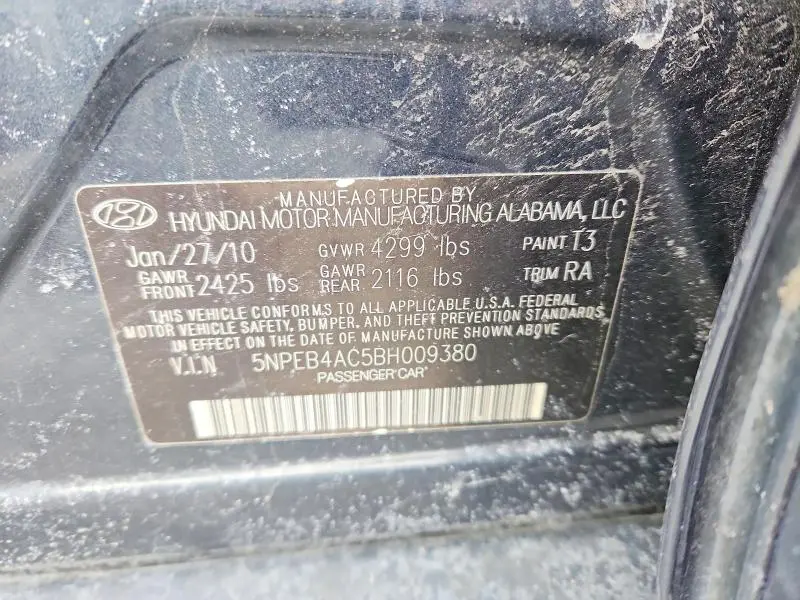 MANUFACTURED BY
HYUNDAI MOTOR MANUFACTURING ALABAMA, LLC
Jan/27/10 GVWR 4299 lbs PAINT T3
GAWR FRONT 2425 lbs GAWR REAR 2116 lbs TRIM RA
THIS VEHICLE CONFORMS TO ALL APPLICABLE U.S.A. FEDERAL
MOTOR VEHICLE SAFETY, BUMPER, AND THEFT PREVENTION STANDARDS
IN EFFECT ON THE DATE OF MANUFACTURE SHOWN ABOVE.
V.I.N 5NPEB4AC5BH009380
PASSENGER CAR